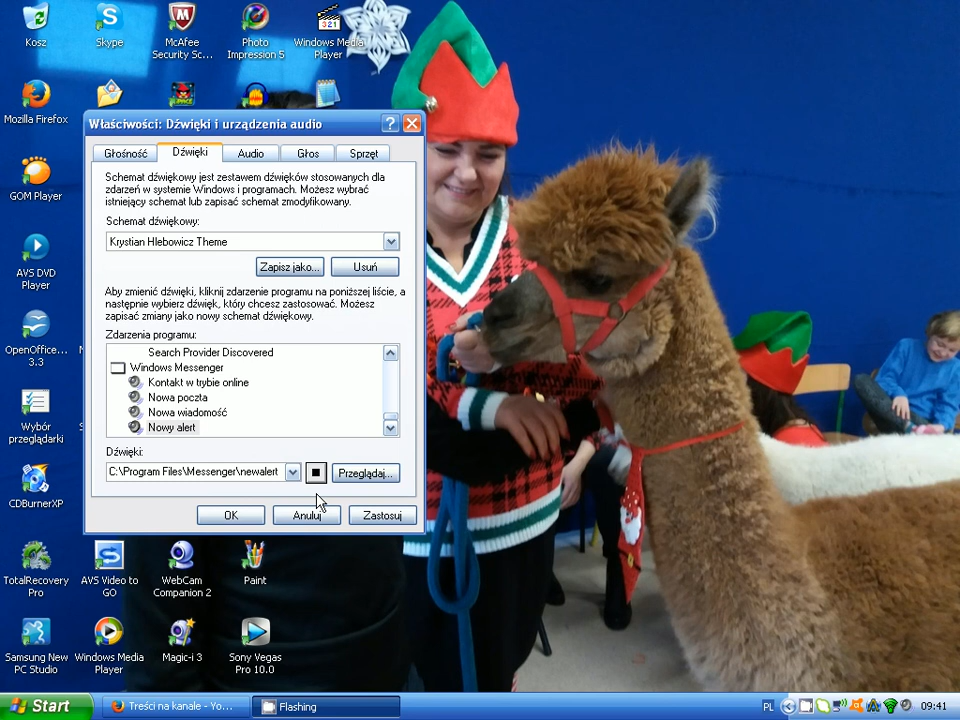 Kosz
Skype
McAfee
Security Sc...
Photo
Impression 5
321
Windows Media
Player
Mozilla Firefox
SPACE
GOM Player
AVS DVD
Player
OpenOffice...
3.3
Wybór
przeglądarki
CDBurnerXP
TotalRecovery
Pro
AVS Video to
GO
WebCam
Companion 2
Paint
Samsung New
PC Studio
Windows Media
Player
Magic-i 3
Sony Vegas
Pro 10.0
Właściwości: Dźwięki i urządzenia audio
Głośność
Dźwięki
Audio
Głos
Sprzęt
Schemat dźwiękowy jest zestawem dźwięków stosowanych dla
zdarzeń w systemie Windows i programach. Możesz wybrać
istniejący schemat lub zapisać schemat zmodyfikowany.
Schemat dźwiękowy:
Krystian Hlebowicz Theme
Zapisz jako...
Usuń
Aby zmienić dźwięki, kliknij zdarzenie programu na poniższej liście, a
następnie wybierz dźwięk, który chcesz zastosować. Możesz
zapisać zmiany jako nowy schemat dźwiękowy.
Zdarzenia programu:
Search Provider Discovered
Windows Messenger
Kontakt w trybie online
Nowa poczta
Nowa wiadomość
Nowy alert
Dźwięki:
C:\Program Files\Messenger\newalert
Przeglądaj...
OK
Anuluj
Zastosuj
Start
Treści na kanale - Yo...
Flashing
PL
09:41